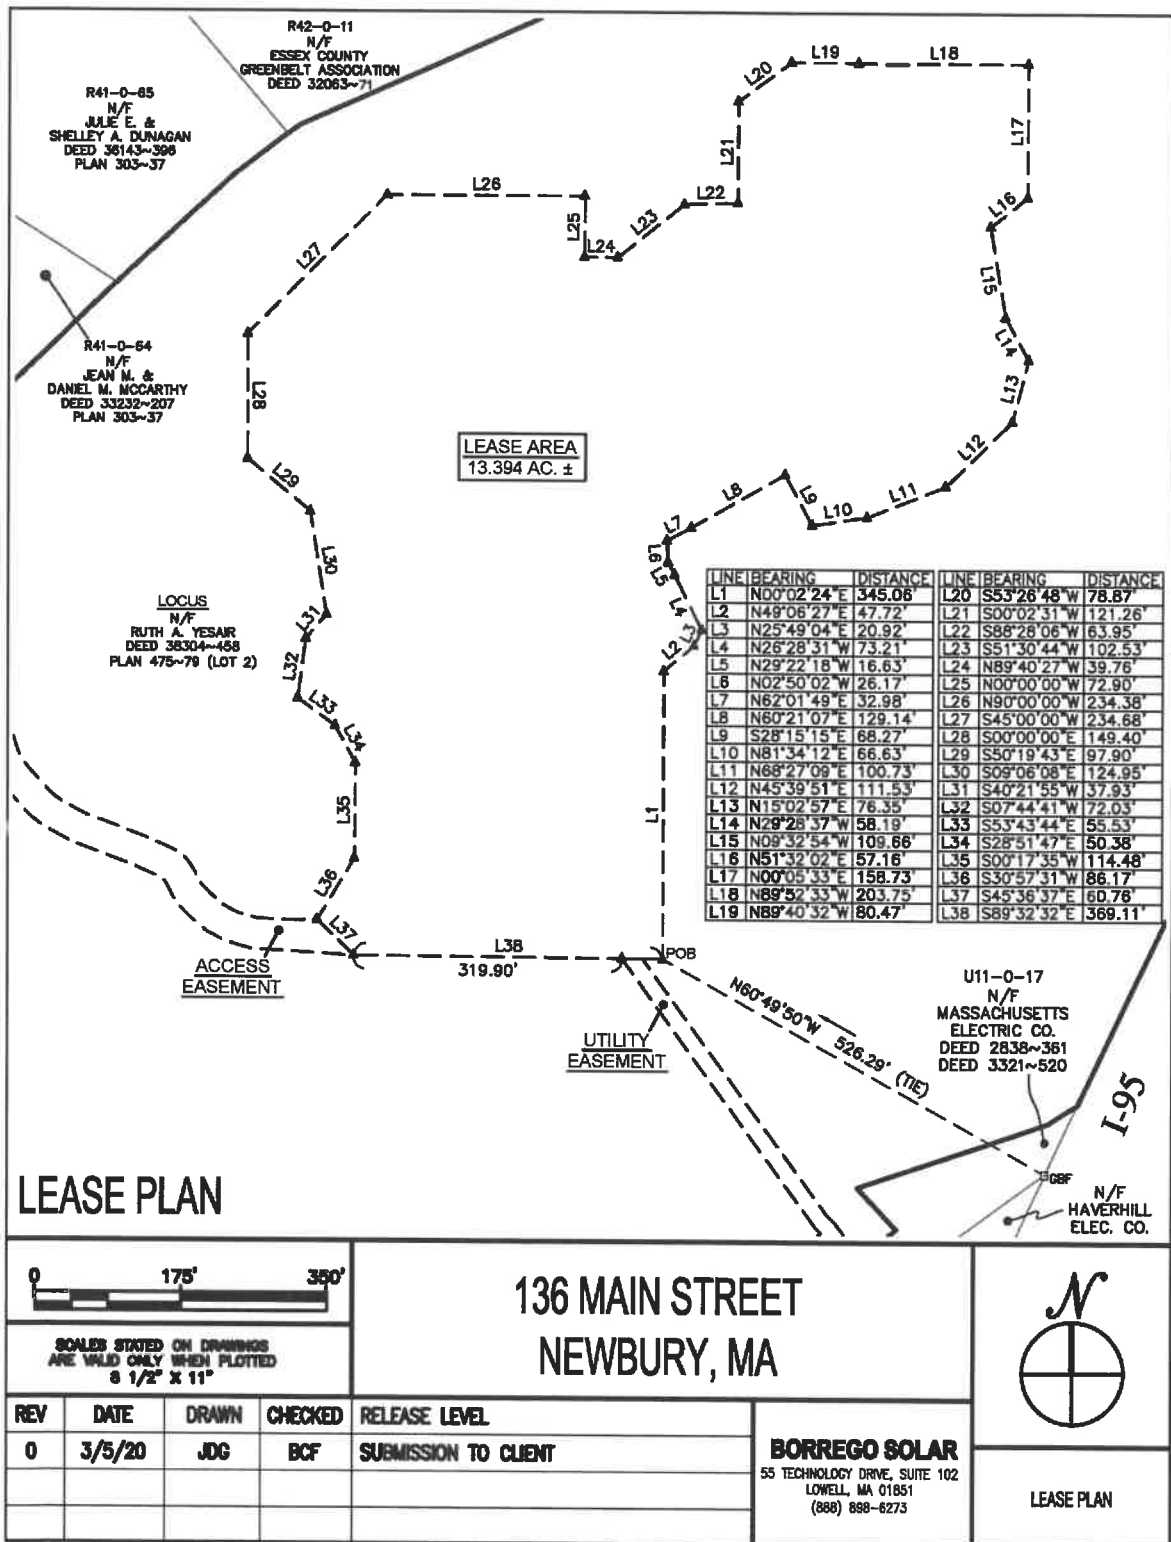 R42-0-11
N/F
ESSEX COUNTY
GREENBELT ASSOCIATION
DEED 32063~71
R41-0-65
N/F
JULIE E. &
SHELLEY A. DUNAGAN
DEED 36143~398
PLAN 303~37
R41-0-64
N/F
JEAN M. &
DANIEL M. MCCARTHY
DEED 33232~207
PLAN 303~37
L20
L19
L18
L17
L21
L16
L26
L22
L25
L23
L24
L27
L15
L14
L13
L28
LEASE AREA
13.394 AC. ±
L12
L29
L8
L9
L10
L11
L7
L6
L5
L30
L4
L31
L3
L2
L32
LOCUS
N/F
RUTH A. YESAIR
DEED 38304~458
PLAN 475~79 (LOT 2)
L33
L34
L35
L1
L36
L37
L38
319.90'
POB
LINE BEARING DISTANCE
L1 N00°02'24"E 345.06'
L2 N49°06'27"E 47.72'
L3 N25°49'04"E 20.92'
L4 N26°28'31"W 73.21'
L5 N29°22'18"W 16.63'
L6 N02°50'02"W 26.17'
L7 N62°01'49"E 32.98'
L8 N60°21'07"E 129.14'
L9 S28°15'15"E 68.27'
L10 N81°34'12"E 66.63'
L11 N68°27'09"E 100.73'
L12 N45°39'51"E 111.53'
L13 N15°02'57"E 76.35'
L14 N29°28'37"W 58.19'
L15 N09°32'54"W 109.66'
L16 N51°32'02"E 57.16'
L17 N00°05'33"E 158.73'
L18 N89°52'33"W 203.75'
L19 N89°40'32"W 80.47'
LINE BEARING DISTANCE
L20 S53°26'48"W 78.87'
L21 S00°02'31"W 121.26'
L22 S88°28'06"W 63.95'
L23 S51°30'44"W 102.53'
L24 N89°40'27"W 39.76'
L25 N00°00'00"W 72.90'
L26 N90°00'00"W 234.38'
L27 S45°00'00"W 234.68'
L28 S00°00'00"E 149.40'
L29 S50°19'43"E 97.90'
L30 S09°06'08"E 124.95'
L31 S40°21'55"W 37.93'
L32 S07°44'41"W 72.03'
L33 S53°43'44"E 55.53'
L34 S28°51'47"E 50.38'
L35 S00°17'35"W 114.48'
L36 S30°57'31"W 86.17'
L37 S45°36'37"E 60.76'
L38 S89°32'32"E 369.11'
ACCESS
EASEMENT
UTILITY
EASEMENT
N60°49'50"W 526.29' (TIE)
U11-0-17
N/F
MASSACHUSETTS
ELECTRIC CO.
DEED 2838~361
DEED 3321~520
I-95
GBF
N/F
HAVERHILL
ELEC. CO.
LEASE PLAN
0 175' 350'
SCALES STATED ON DRAWINGS
ARE VALID ONLY WHEN PLOTTED
8 1/2" X 11"
136 MAIN STREET
NEWBURY, MA
N
REV DATE DRAWN CHECKED RELEASE LEVEL
0 3/5/20 JDG BCF SUBMISSION TO CLIENT
BORREGO SOLAR
55 TECHNOLOGY DRIVE, SUITE 102
LOWELL, MA 01851
(888) 898-6273
LEASE PLAN